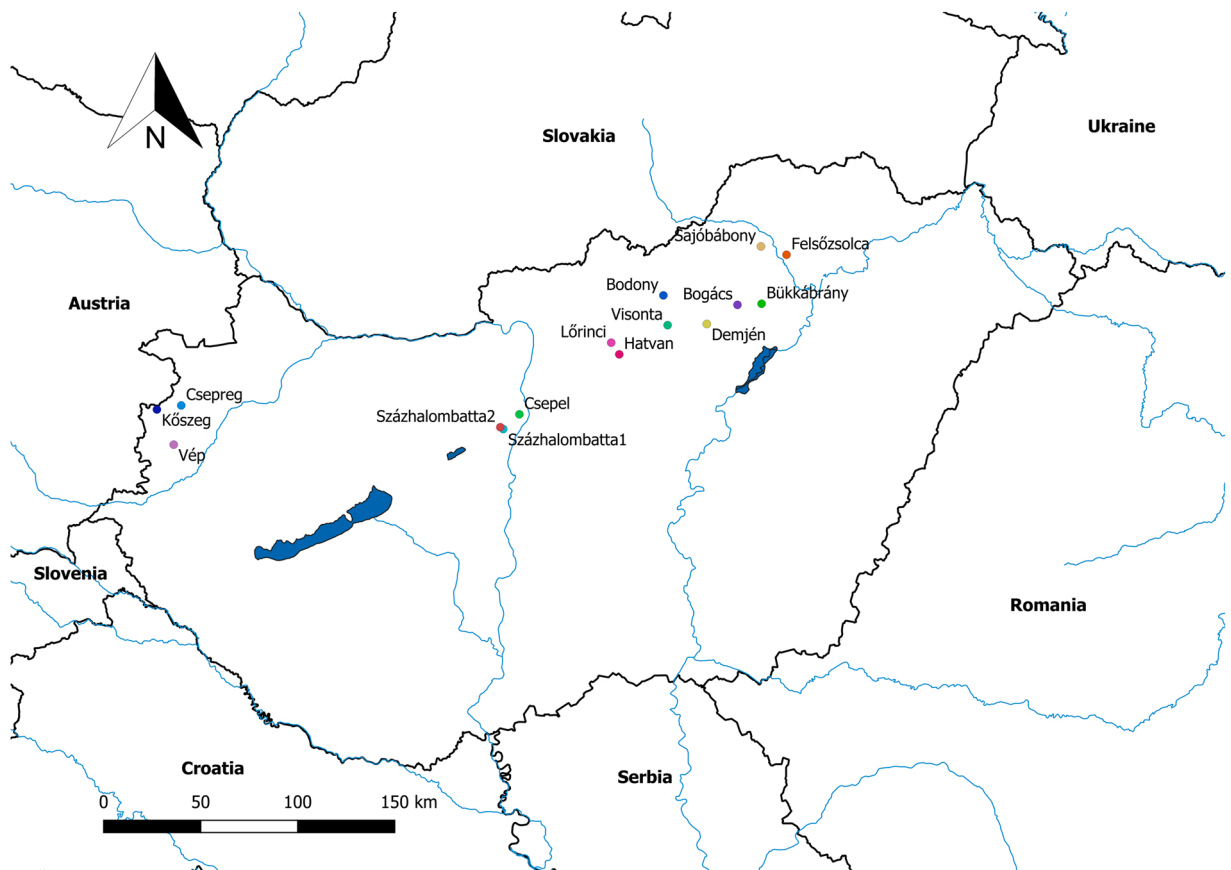 N
Slovakia
Ukraine
Sajóbábony
Felsőzsolca
Austria
Bodony
Bogács
Bükkábrány
Visonta
Lőrinci
Demjén
Hatvan
Csepreg
Kőszeg
Csepel
Százhalombatta2
Százhalombatta1
Vép
Slovenia
Romania
Croatia
Serbia
0 50 100 150 km